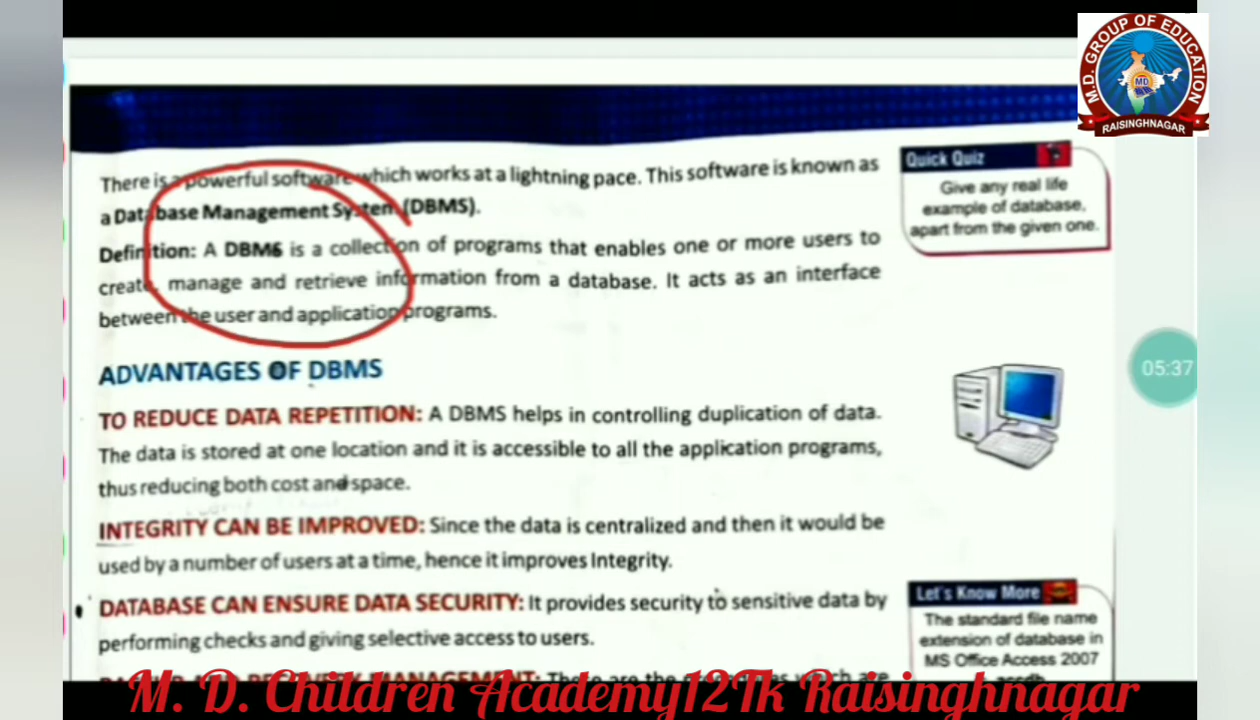 M.D. GROUP OF EDUCATION
MD
RAISINGHNAGAR
There is a powerful software which works at a lightning pace. This software is known as
a Database Management System (DBMS).
Definition: A DBMS is a collection of programs that enables one or more users to
create, manage and retrieve information from a database. It acts as an interface
between the user and application programs.
Quick Quiz
Give any real life
example of database,
apart from the given one.
ADVANTAGES OF DBMS
05:37
TO REDUCE DATA REPETITION: A DBMS helps in controlling duplication of data.
The data is stored at one location and it is accessible to all the application programs,
thus reducing both cost and space.
INTEGRITY CAN BE IMPROVED: Since the data is centralized and then it would be
used by a number of users at a time, hence it improves Integrity.
DATABASE CAN ENSURE DATA SECURITY: It provides security to sensitive data by
performing checks and giving selective access to users.
Let's Know More
The standard file name
extension of database in
MS Office Access 2007
M. D. Children Academy12Tk Raisinghnagar